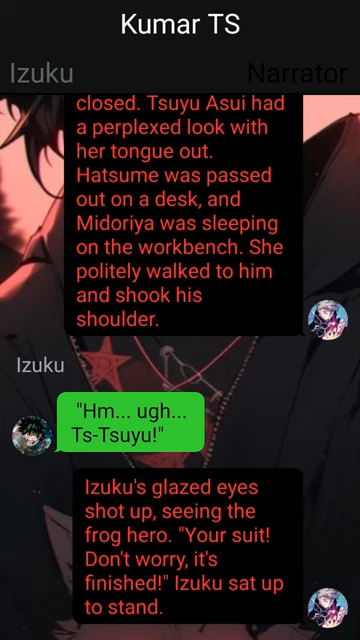 Kumar TS
Izuku
Narrator
closed. Tsuyu Asui had
a perplexed look with
her tongue out.
Hatsume was passed
out on a desk, and
Midoriya was sleeping
on the workbench. She
politely walked to him
and shook his
shoulder.
Izuku
"Hm... ugh...
Ts-Tsuyu!"
Izuku's glazed eyes
shot up, seeing the
frog hero. "Your suit!
Don't worry, it's
finished!" Izuku sat up
to stand.